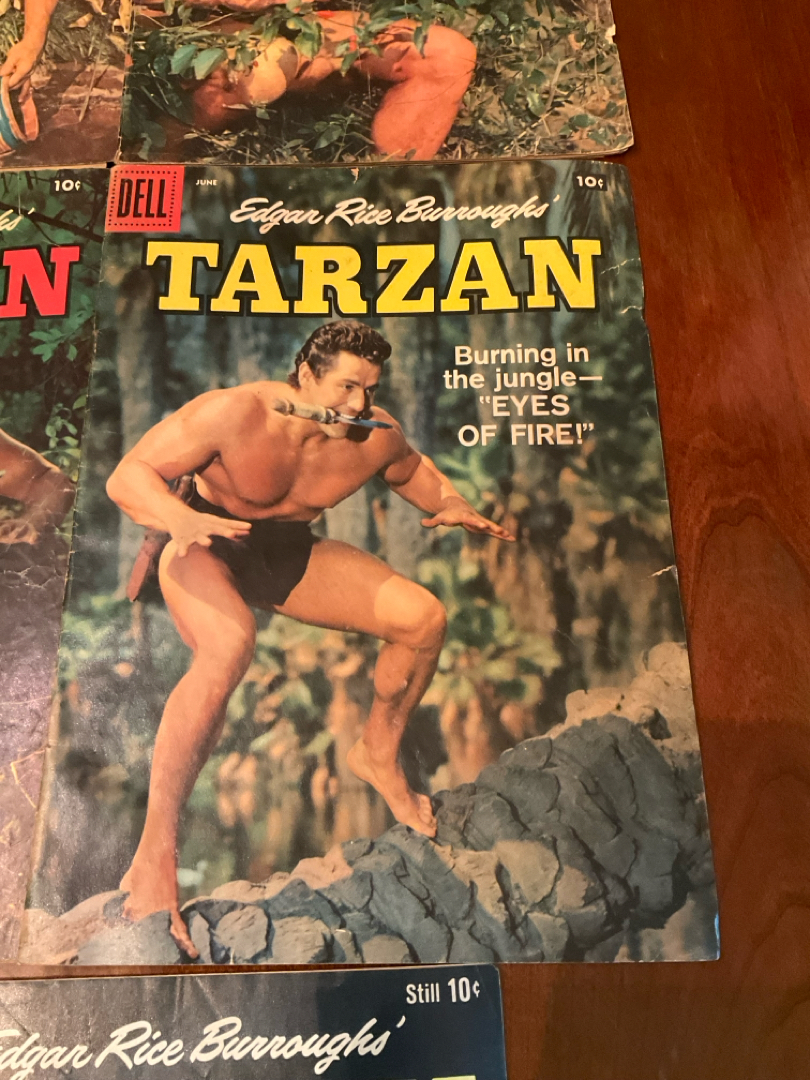 10¢
hs'
N
DELL
JUNE
10¢
Edgar Rice Burroughs'
TARZAN
Burning in
the jungle—
"EYES
OF FIRE!"
Still 10¢
Edgar Rice Burroughs'